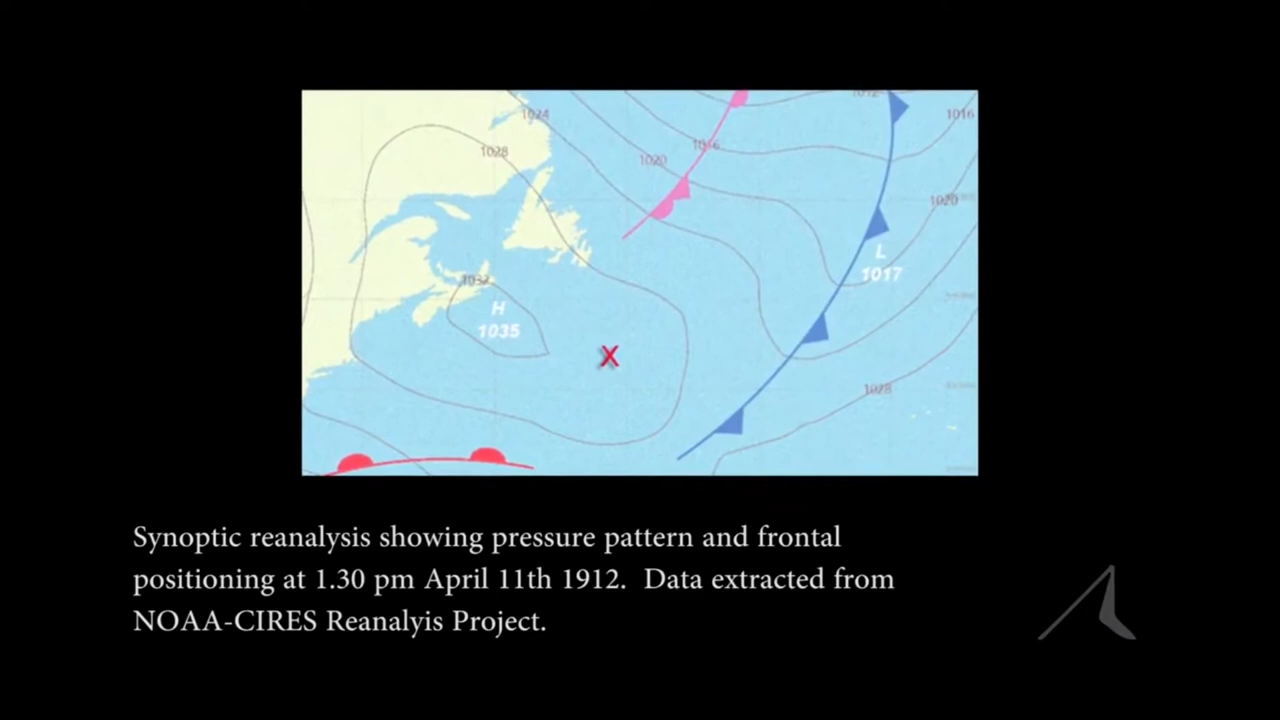 1012
1024
1016
1016
1028
1020
1020
L
1017
1032
H
1035
X
1028
Synoptic reanalysis showing pressure pattern and frontal
positioning at 1.30 pm April 11th 1912. Data extracted from
NOAA-CIRES Reanalyis Project.